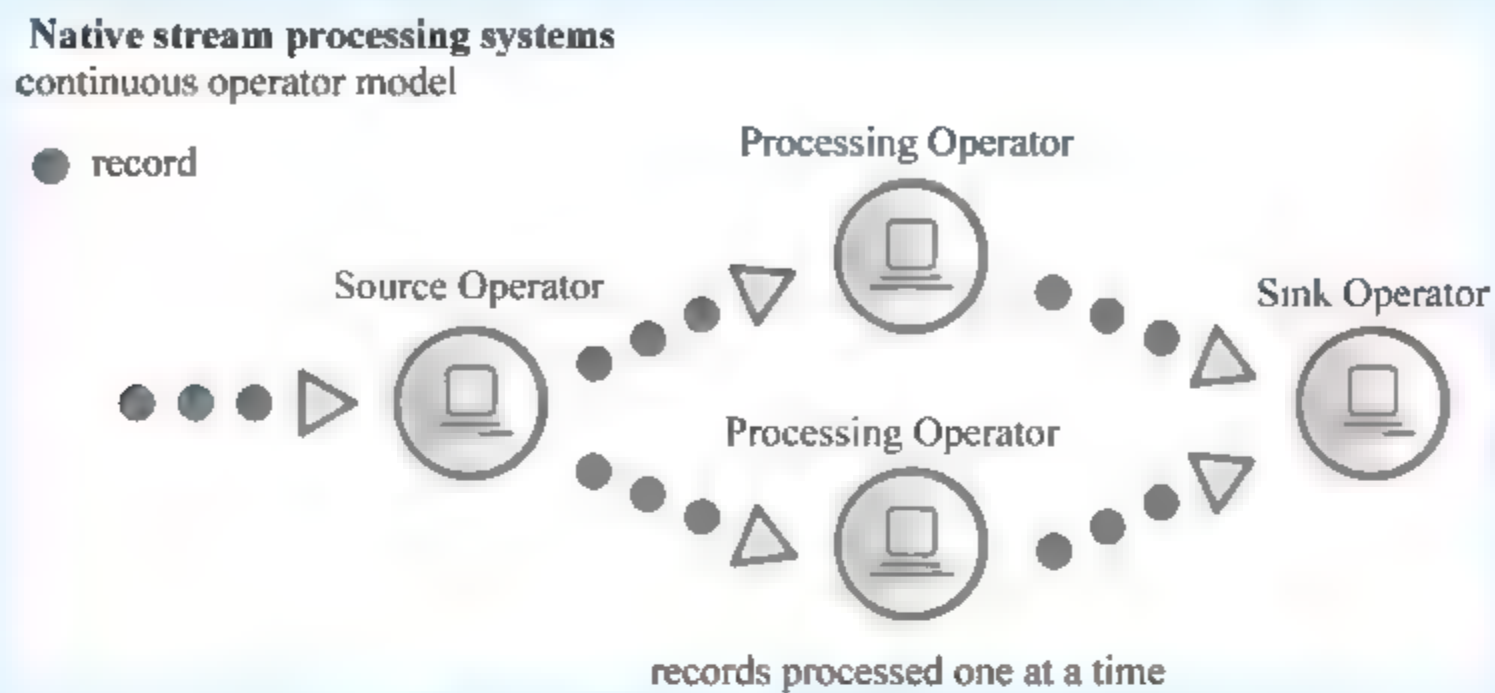 Native stream processing systems
continuous operator model
record
Processing Operator
Source Operator
Sink Operator
Processing Operator
records processed one at a time